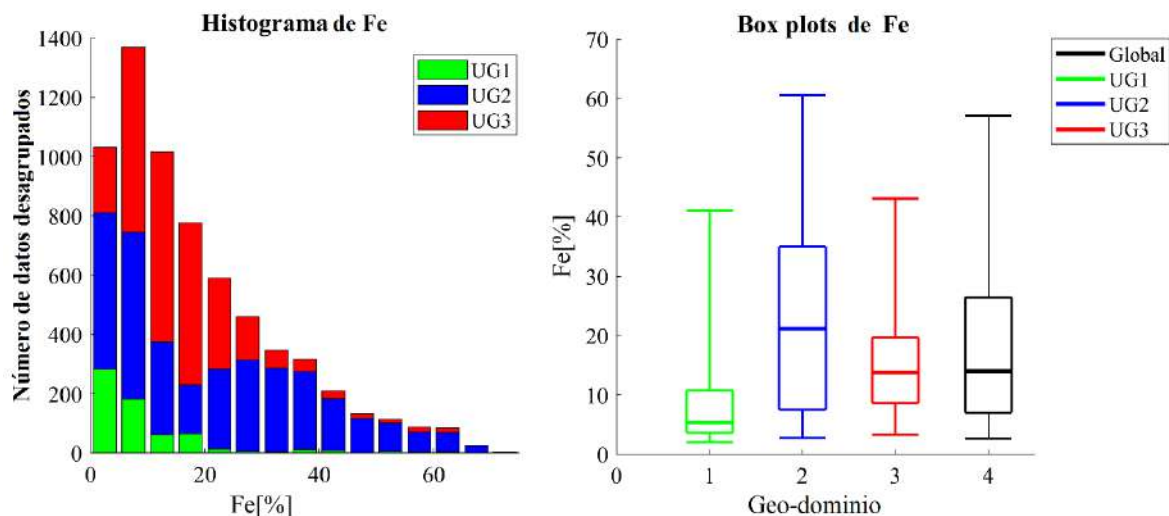 Histograma de Fe
1400
1200
1000
800
600
400
200
0
Número de datos desagrupados
0 20 40 60
Fe[%]
UG1
UG2
UG3
Box plots de Fe
70
60
50
40
30
20
10
0
Fe[%]
0 1 2 3 4
Geo-dominio
Global
UG1
UG2
UG3